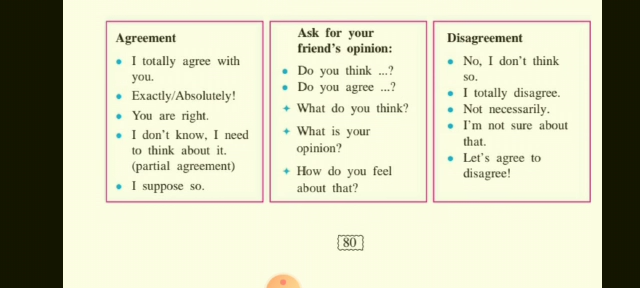 Agreement
• I totally agree with
you.
• Exactly/Absolutely!
• You are right.
• I don't know, I need
to think about it.
(partial agreement)
• I suppose so.
Ask for your
friend's opinion:
• Do you think ...?
• Do you agree ...?
+ What do you think?
+ What is your
opinion?
+ How do you feel
about that?
Disagreement
• No, I don't think
so.
• I totally disagree.
• Not necessarily.
• I'm not sure about
that.
• Let's agree to
disagree!
80